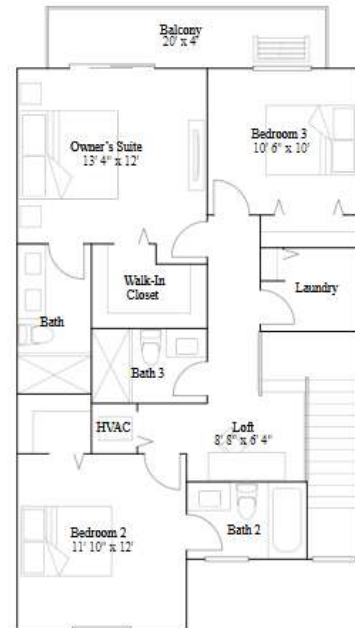 Balcony
20' x 4'
Owner's Suite
13' 4" x 12'
Bedroom 3
10' 6" x 10'
Walk-In
Closet
Laundry
Bath
Bath 3
HVAC
Loft
8' 8" x 6' 4"
Bedroom 2
11' 10" x 12'
Bath 2